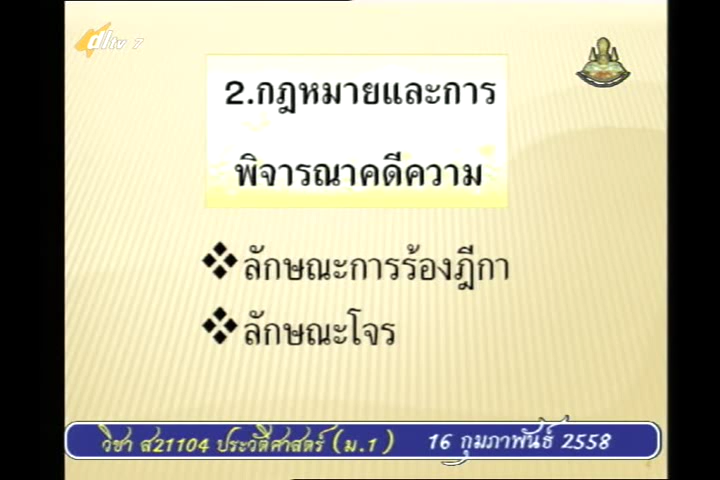 dltv 7
2.กฎหมายและการ
พิจารณาคดีความ
❖ลักษณะการร้องฎีกา
❖ลักษณะโจร
วิชา ส21104 ประวัติศาสตร์ (ม.1) 16 กุมภาพันธ์ 2558